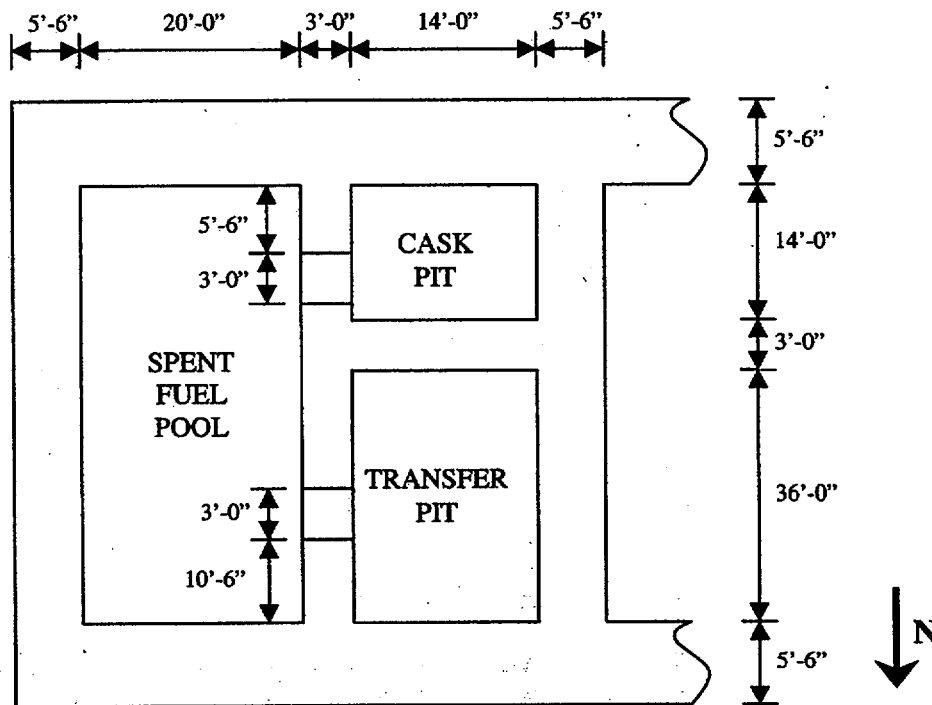 5'-6"
20'-0"
3'-0"
14'-0"
5'-6"
5'-6"
5'-6"
CASK
PIT
14'-0"
3'-0"
3'-0"
SPENT
FUEL
POOL
TRANSFER
PIT
36'-0"
3'-0"
10'-6"
N
5'-6"